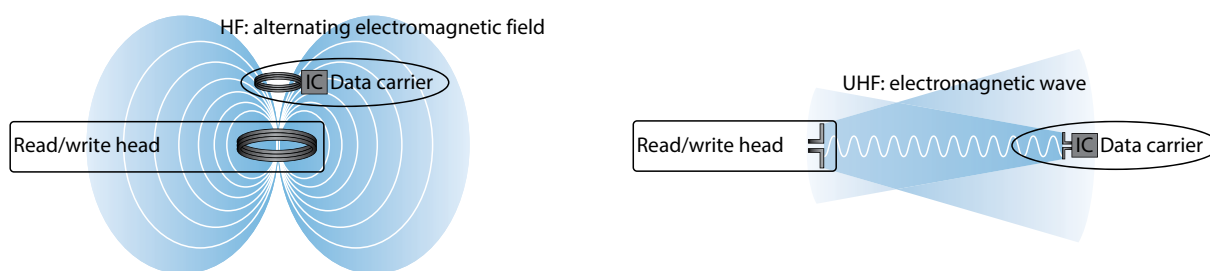 HF: alternating electromagnetic field
IC Data carrier
Read/write head
UHF: electromagnetic wave
Read/write head
IC Data carrier